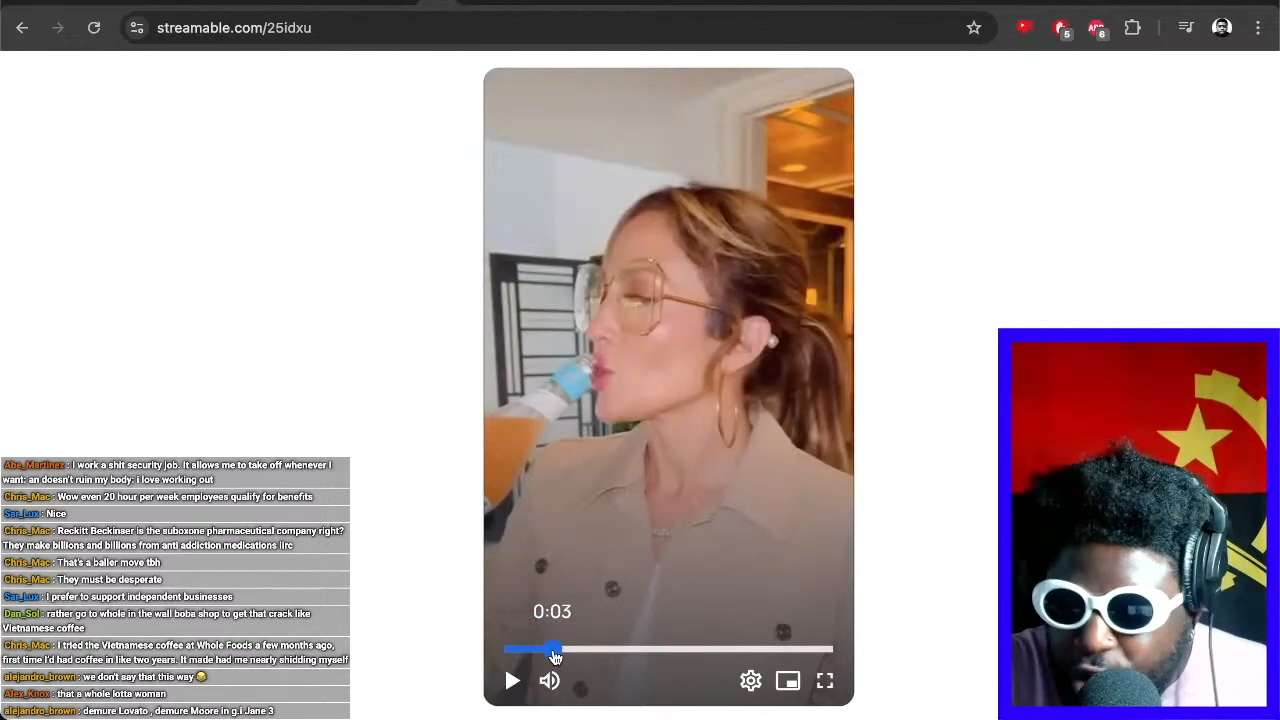 streamable.com/25idxu
5
6
0:03
Abe_Martinez : I work a shit security job. It allows me to take off whenever I
want: an doesn't ruin my body: i love working out
Chris_Mac : Wow even 20 hour per week employees qualify for benefits
Sar_Lux : Nice
Chris_Mac : Reckitt Beckinser is the suboxone pharmaceutical company right?
They make billions and billions from anti addiction medications iirc
Chris_Mac : That's a baller move tbh
Chris_Mac : They must be desperate
Sar_Lux : I prefer to support independent businesses
Dan_Sol : rather go to whole in the wall boba shop to get that crack like
Vietnamese coffee
Chris_Mac : I tried the Vietnamese coffee at Whole Foods a few months ago,
first time I'd had coffee in like two years. It made had me nearly shidding myself
alejandro_brown : we don't say that this way 😂
Alex_Knox : that a whole lotta woman
alejandro_brown : demure Lovato , demure Moore in g.i Jane 3